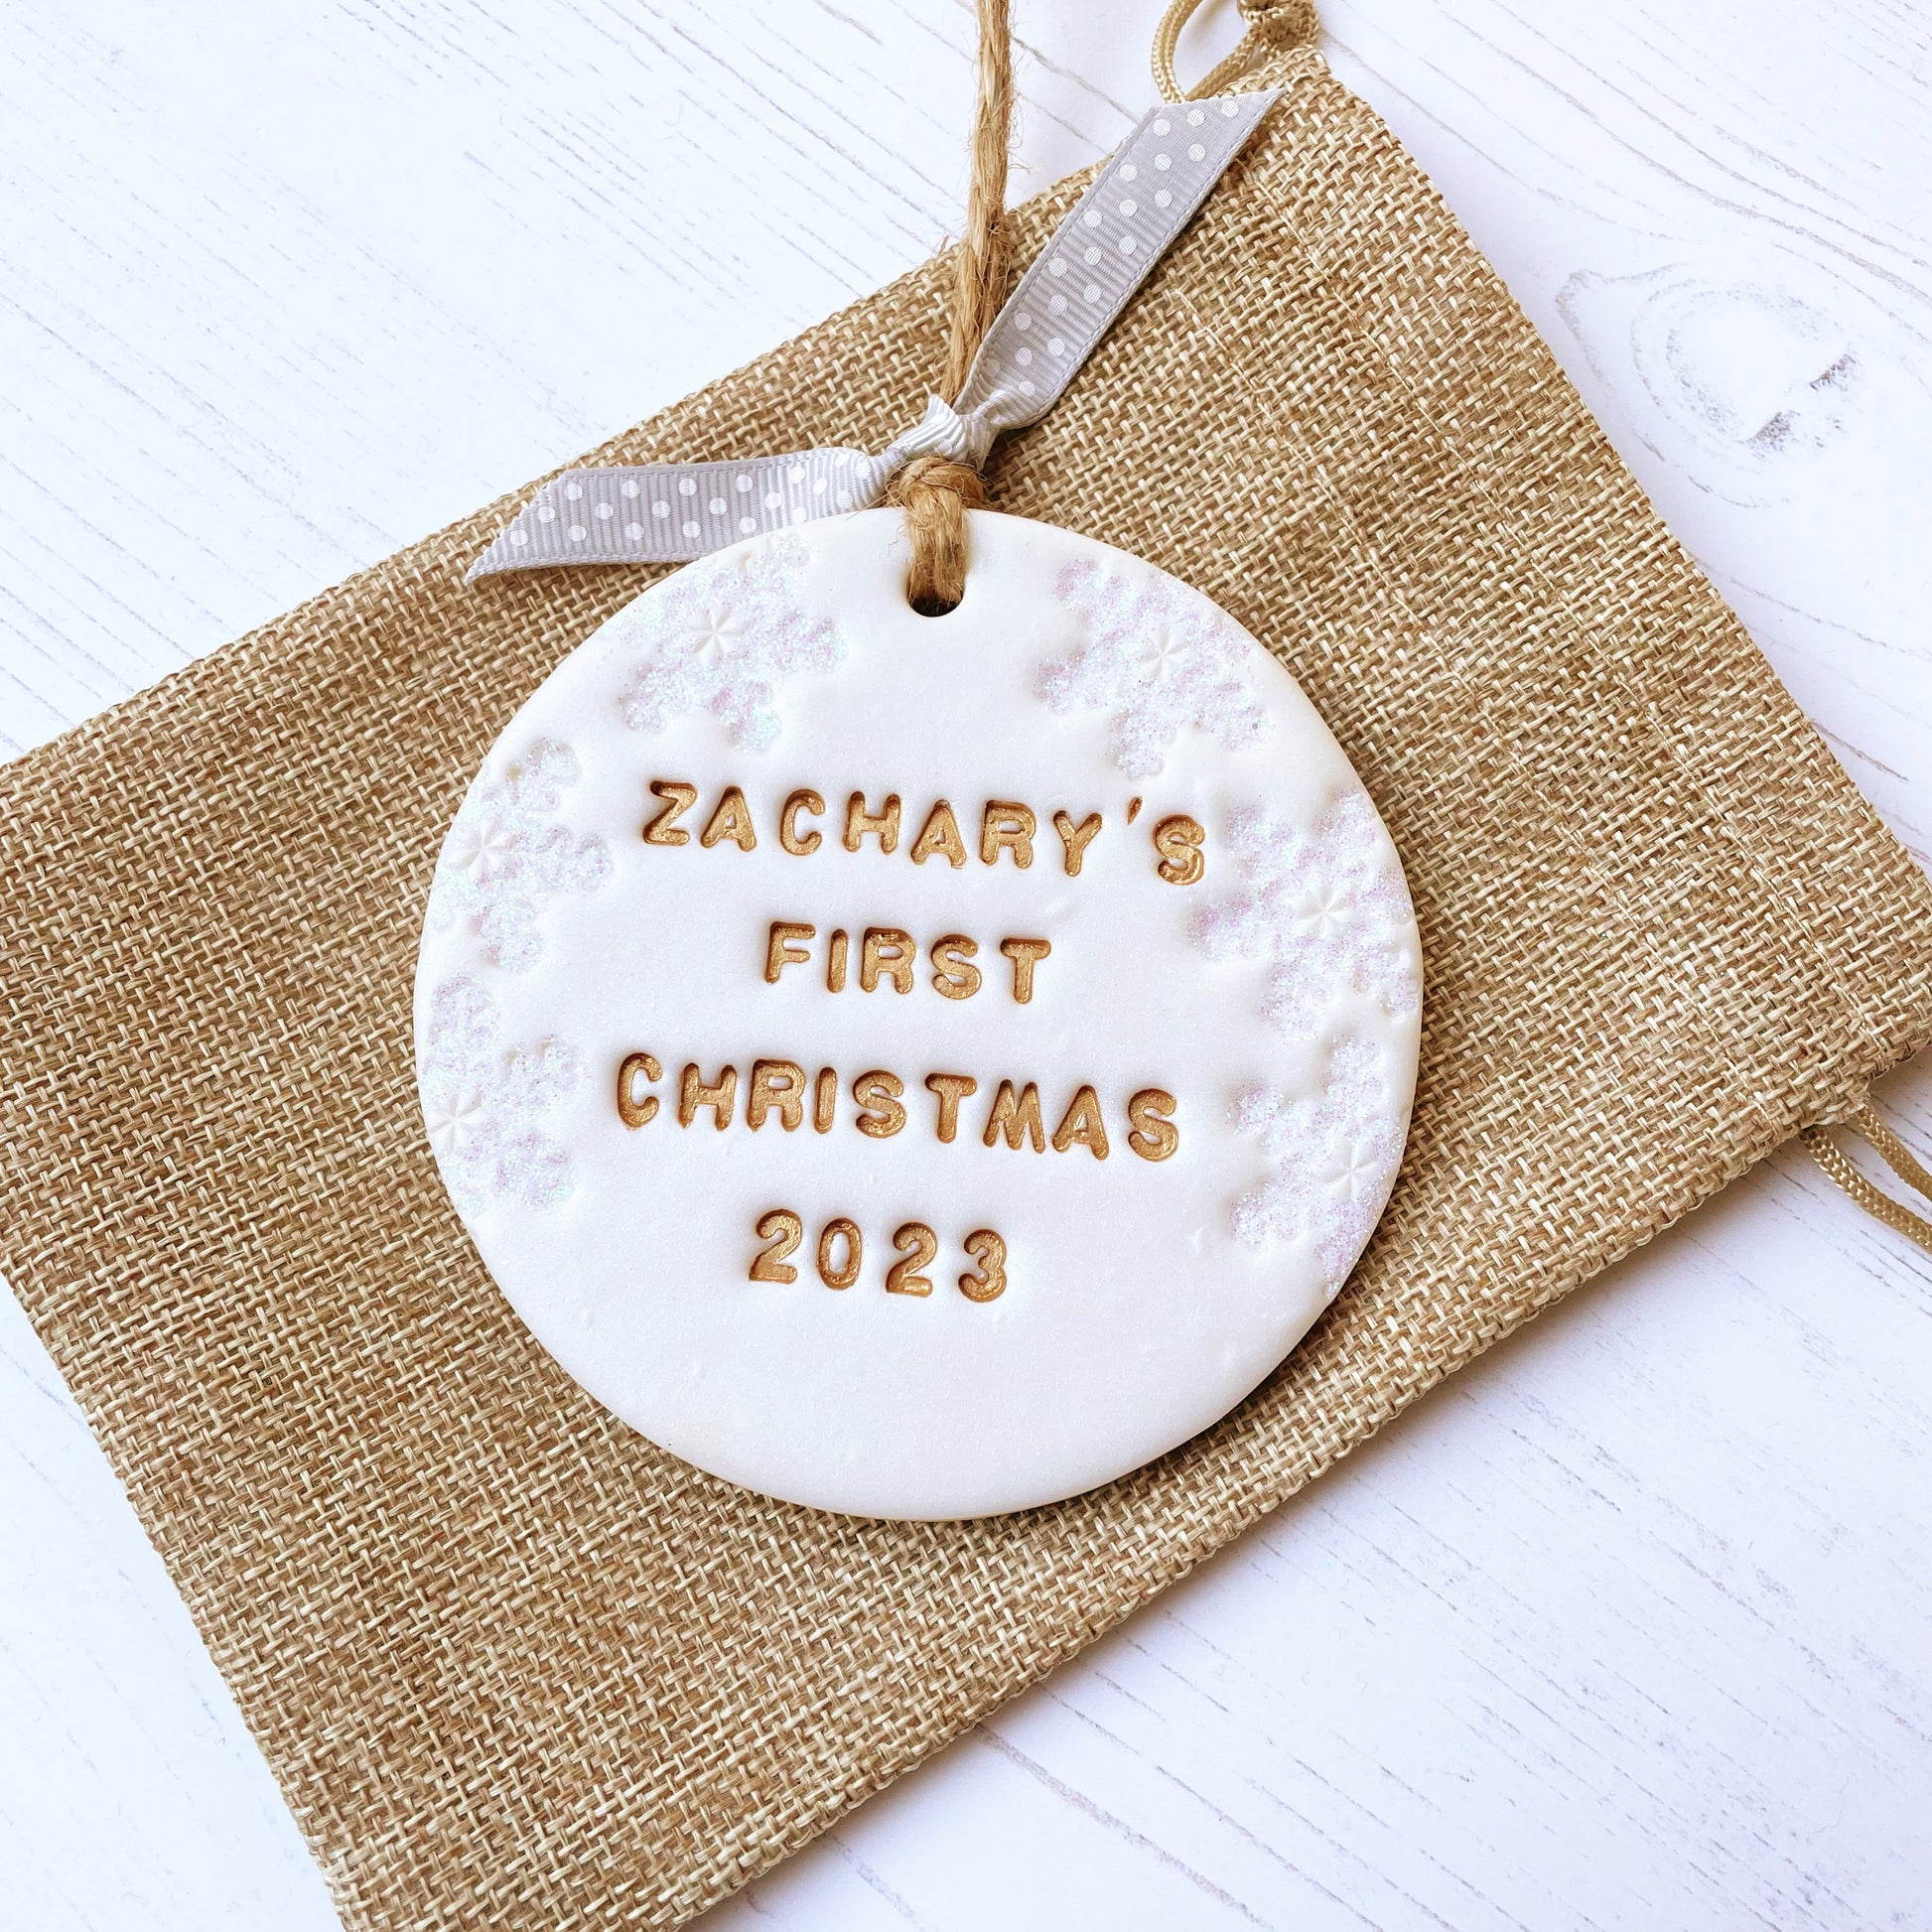 ZACHARY'S
FIRST
CHRISTMAS
2023